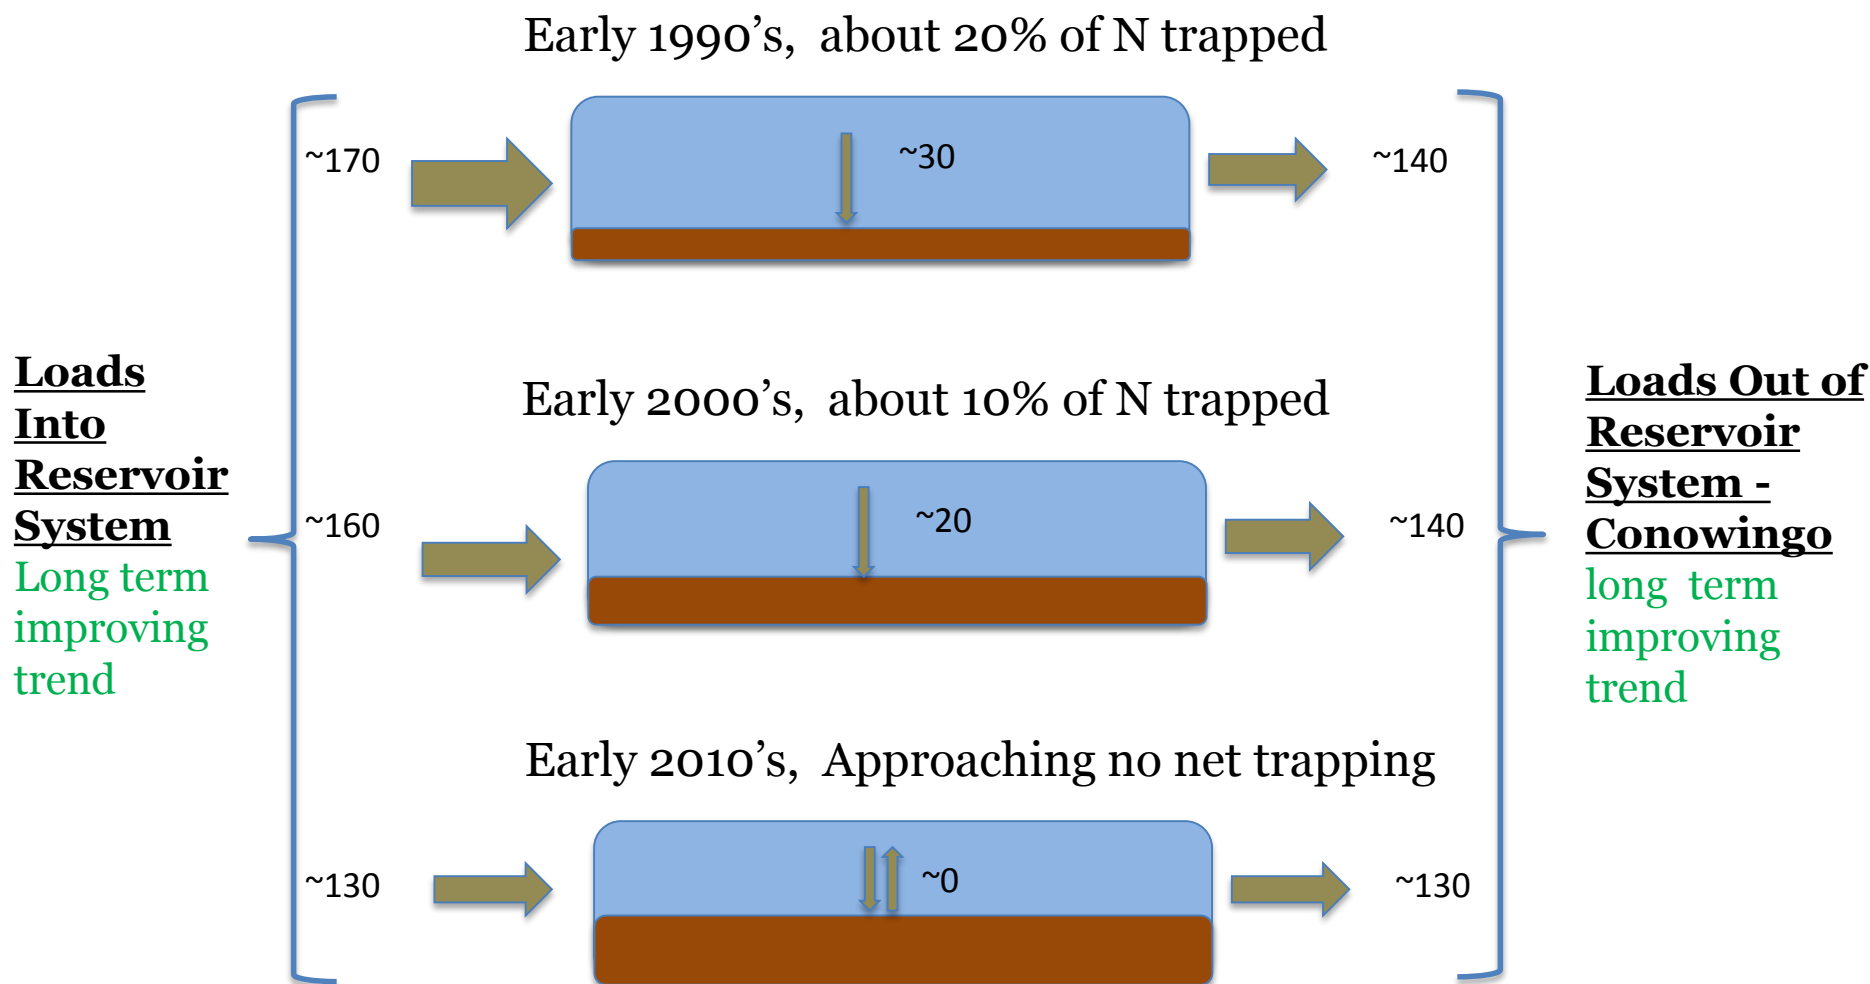 Early 1990’s,  about 20% of N trapped
~170
~30
~140
Early 2000’s,  about 10% of N trapped
~160
~20
~140
Early 2010’s,  Approaching no net trapping
~130
~0
~130
Loads
Into
Reservoir
System
Long term
improving
trend
Loads Out of
Reservoir
System -
Conowingo
long  term
improving
trend